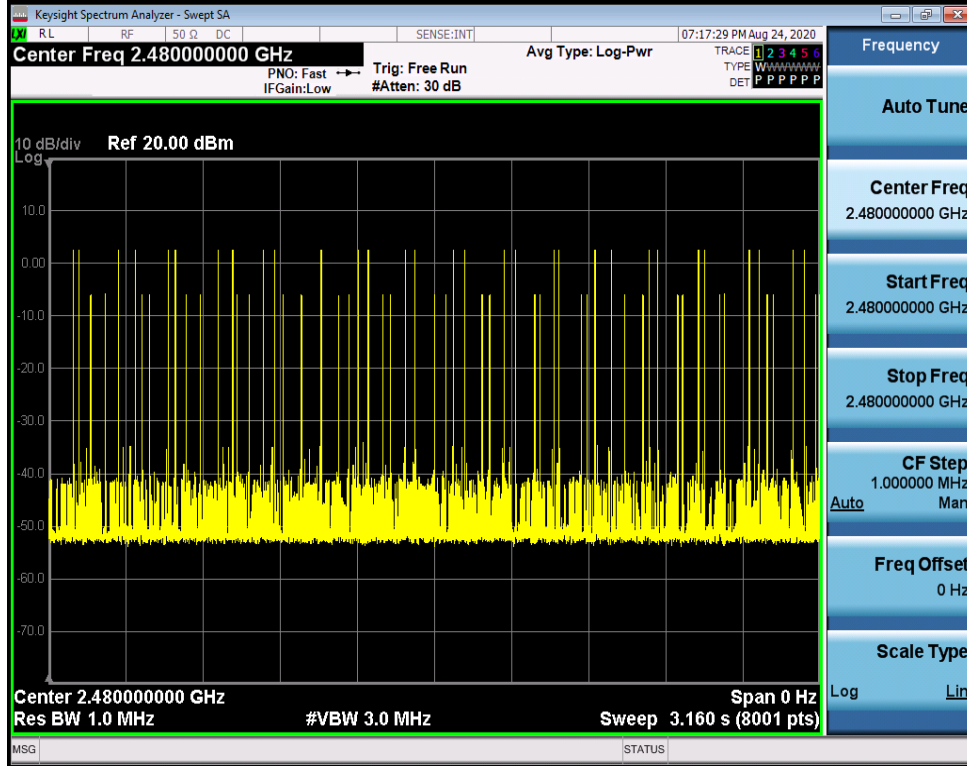 Keysight Spectrum Analyzer - Swept SA
LXI RL RF 50 Ω DC SENSE:INT 07:17:29 PM Aug 24, 2020
Center Freq 2.480000000 GHz
PNO: Fast
IFGain:Low
Trig: Free Run
#Atten: 30 dB
Avg Type: Log-Pwr
TRACE 1 2 3 4 5 6
TYPE W
DET P P P P P P
10 dB/div
Log
Ref 20.00 dBm
10.0
0.00
-10.0
-20.0
-30.0
-40.0
-50.0
-60.0
-70.0
Center 2.480000000 GHz
Span 0 Hz
Res BW 1.0 MHz
#VBW 3.0 MHz
Sweep 3.160 s (8001 pts)
MSG
STATUS
Frequency
Auto Tune
Center Freq
2.480000000 GHz
Start Freq
2.480000000 GHz
Stop Freq
2.480000000 GHz
CF Step
1.000000 MHz
Auto Man
Freq Offset
0 Hz
Scale Type
Log Lin